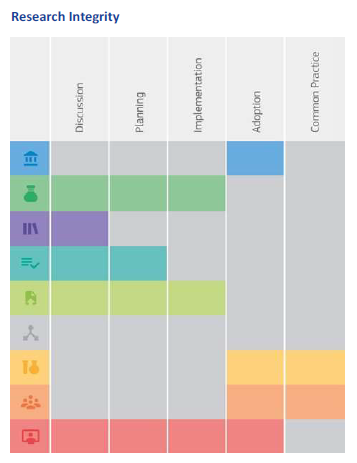 Research Integrity
Discussion
Planning
Implementation
Adoption
Common Practice